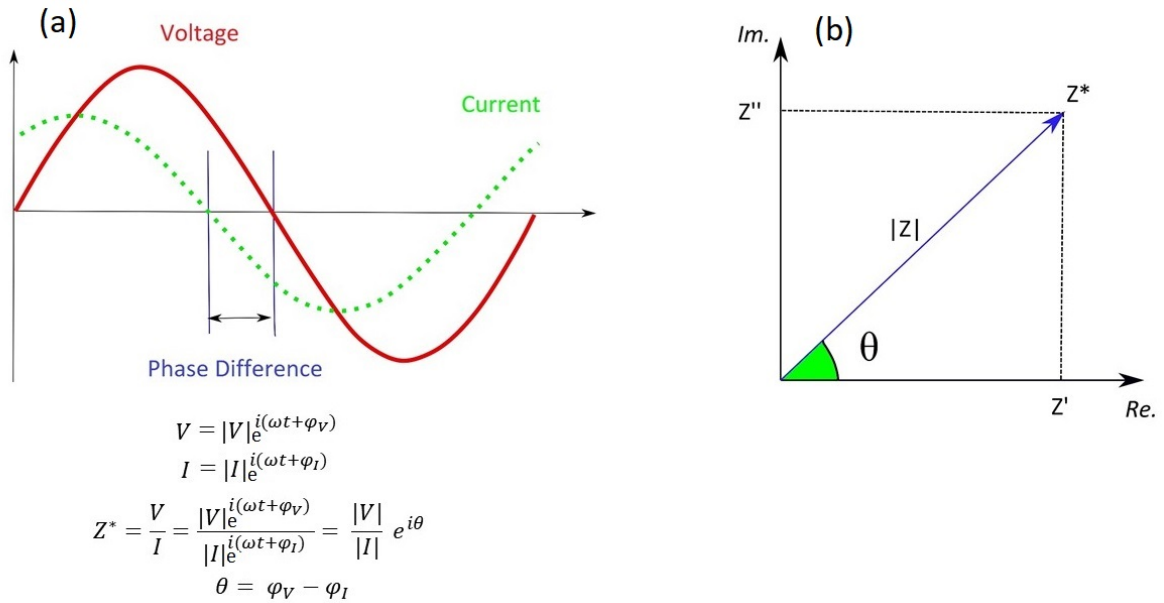 (a)
Voltage
Current
Phase Difference
V = |V|e^{i(ωt+φ_V)}
I = |I|e^{i(ωt+φ_I)}
Z* = V/I = |V|e^{i(ωt+φ_V)}/|I|e^{i(ωt+φ_I)} = |V|/|I| e^{iθ}
θ = φ_V − φ_I
(b)
Im.
Z''
Z*
|Z|
θ
Z'
Re.